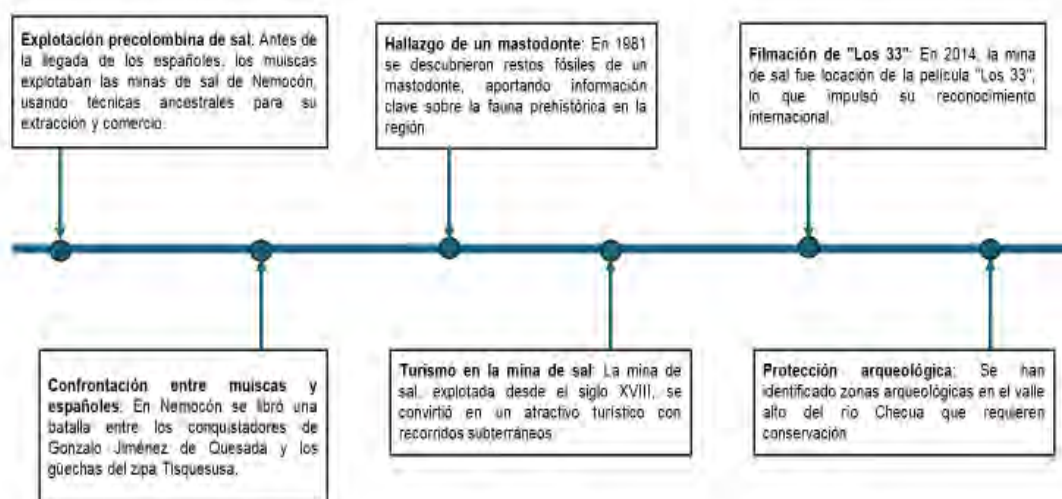 Explotación precolombina de sal: Antes de
la llegada de los españoles, los muiscas
explotaban las minas de sal de Nemocón,
usando técnicas ancestrales para su
extracción y comercio.
Confrontación entre muiscas y
españoles: En Nemocón se libró una
batalla entre los conquistadores de
Gonzalo Jiménez de Quesada y los
güechas del zipa Tisquesusa.
Hallazgo de un mastodonte: En 1981
se descubrieron restos fósiles de un
mastodonte, aportando información
clave sobre la fauna prehistórica en la
región
Turismo en la mina de sal: La mina de
sal, explotada desde el siglo XVIII, se
convirtió en un atractivo turístico con
recorridos subterráneos
Filmación de "Los 33": En 2014, la mina
de sal fue locación de la película "Los 33",
lo que impulsó su reconocimiento
internacional.
Protección arqueológica: Se han
identificado zonas arqueológicas en el valle
alto del río Checua que requieren
conservación